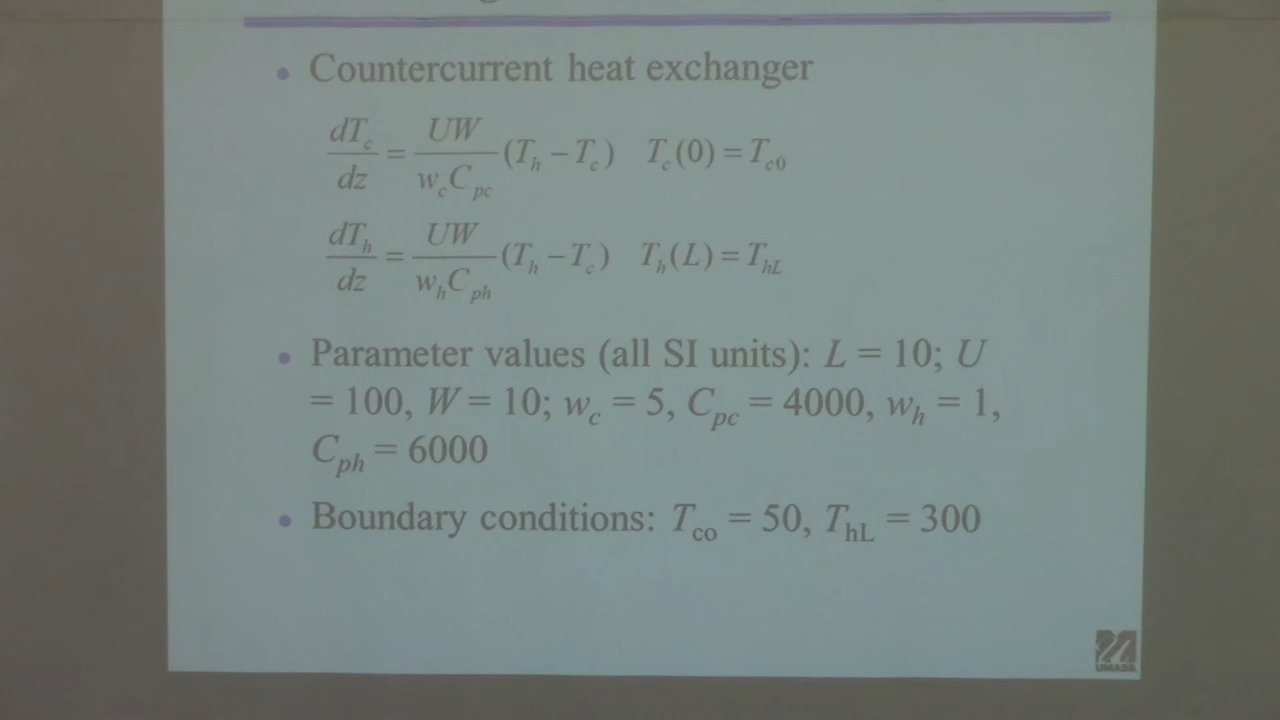 • Countercurrent heat exchanger
dT_c/dz = UW/(w_c C_pc) (T_h − T_c)   T_c(0) = T_c0
dT_h/dz = UW/(w_h C_ph) (T_h − T_c)   T_h(L) = T_hL
• Parameter values (all SI units): L = 10; U
= 100, W = 10; w_c = 5, C_pc = 4000, w_h = 1,
C_ph = 6000
• Boundary conditions: T_co = 50, T_hL = 300
UMASS